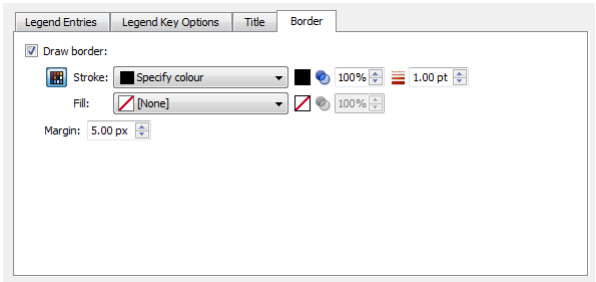 Legend Entries Legend Key Options Title Border
Draw border:
Stroke: Specify colour 100% 1.00 pt
Fill: [None] 100%
Margin: 5.00 px